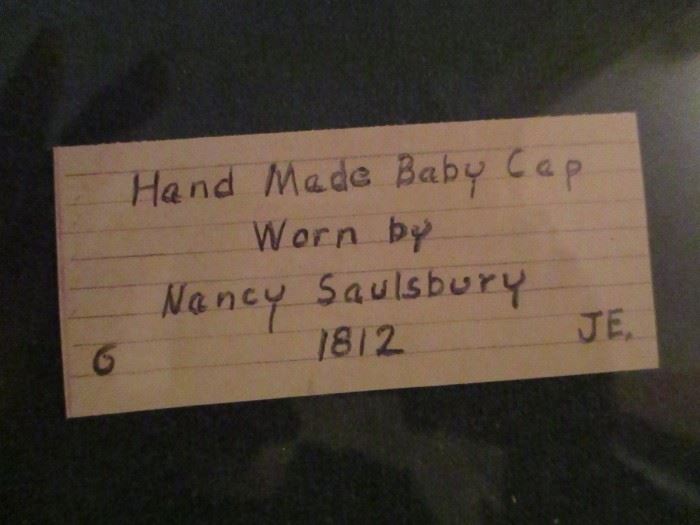 Hand Made Baby Cap
Worn by
Nancy Saulsbury
6 1812 JE.